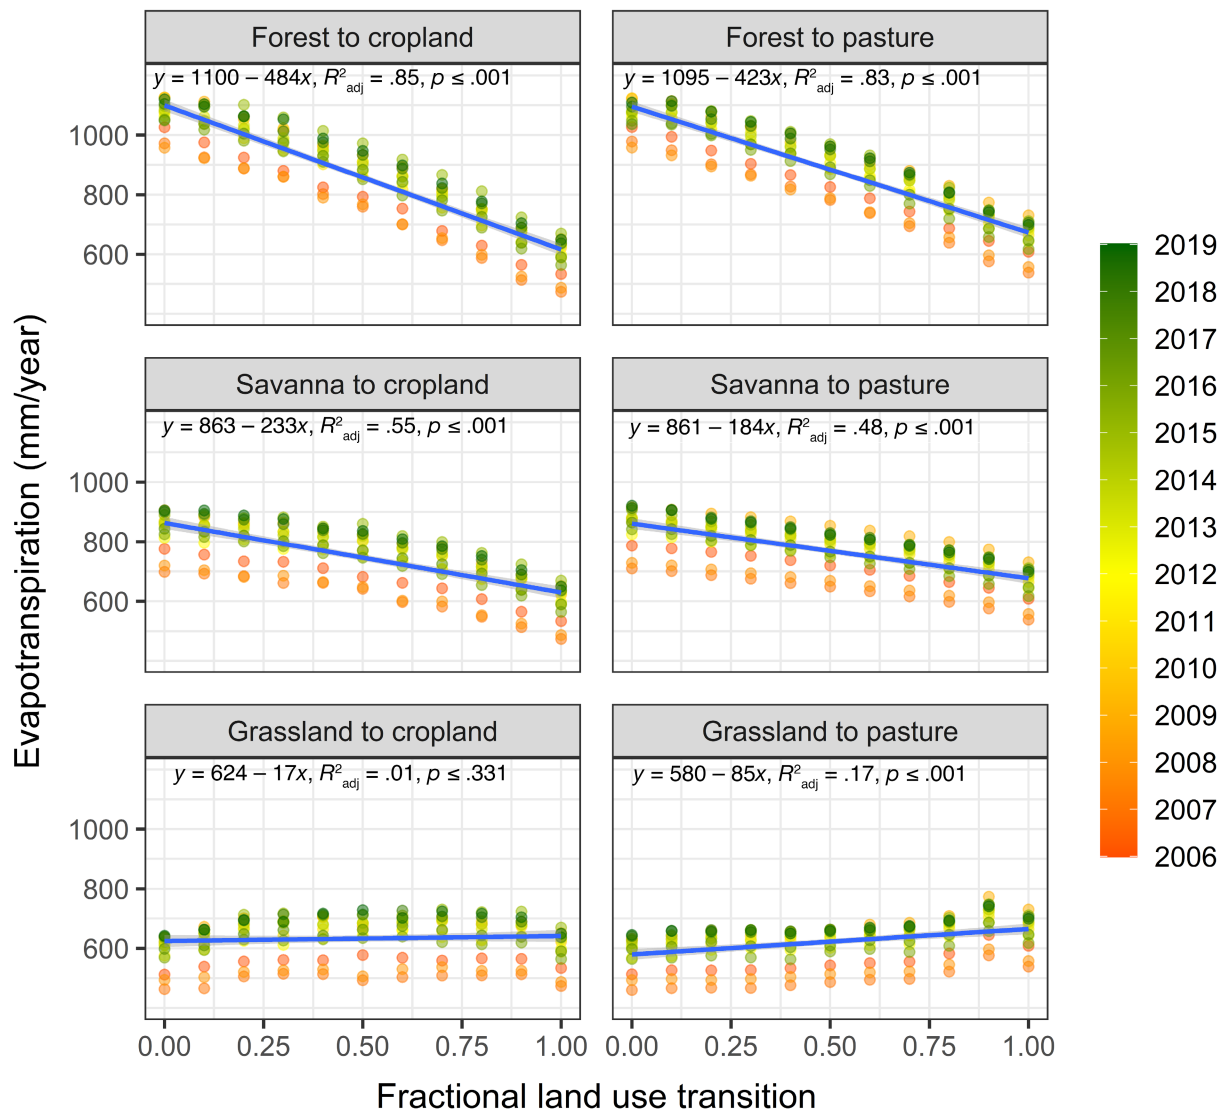 Forest to cropland
Forest to pasture
y = 1100 − 484x, R²adj = .85, p ≤ .001
y = 1095 − 423x, R²adj = .83, p ≤ .001
1000
800
600
Savanna to cropland
Savanna to pasture
y = 863 − 233x, R²adj = .55, p ≤ .001
y = 861 − 184x, R²adj = .48, p ≤ .001
1000
800
600
Grassland to cropland
Grassland to pasture
y = 624 − 17x, R²adj = .01, p ≤ .331
y = 580 − 85x, R²adj = .17, p ≤ .001
1000
800
600
0.00 0.25 0.50 0.75 1.00
0.00 0.25 0.50 0.75 1.00
Fractional land use transition
Evapotranspiration (mm/year)
2019
2018
2017
2016
2015
2014
2013
2012
2011
2010
2009
2008
2007
2006